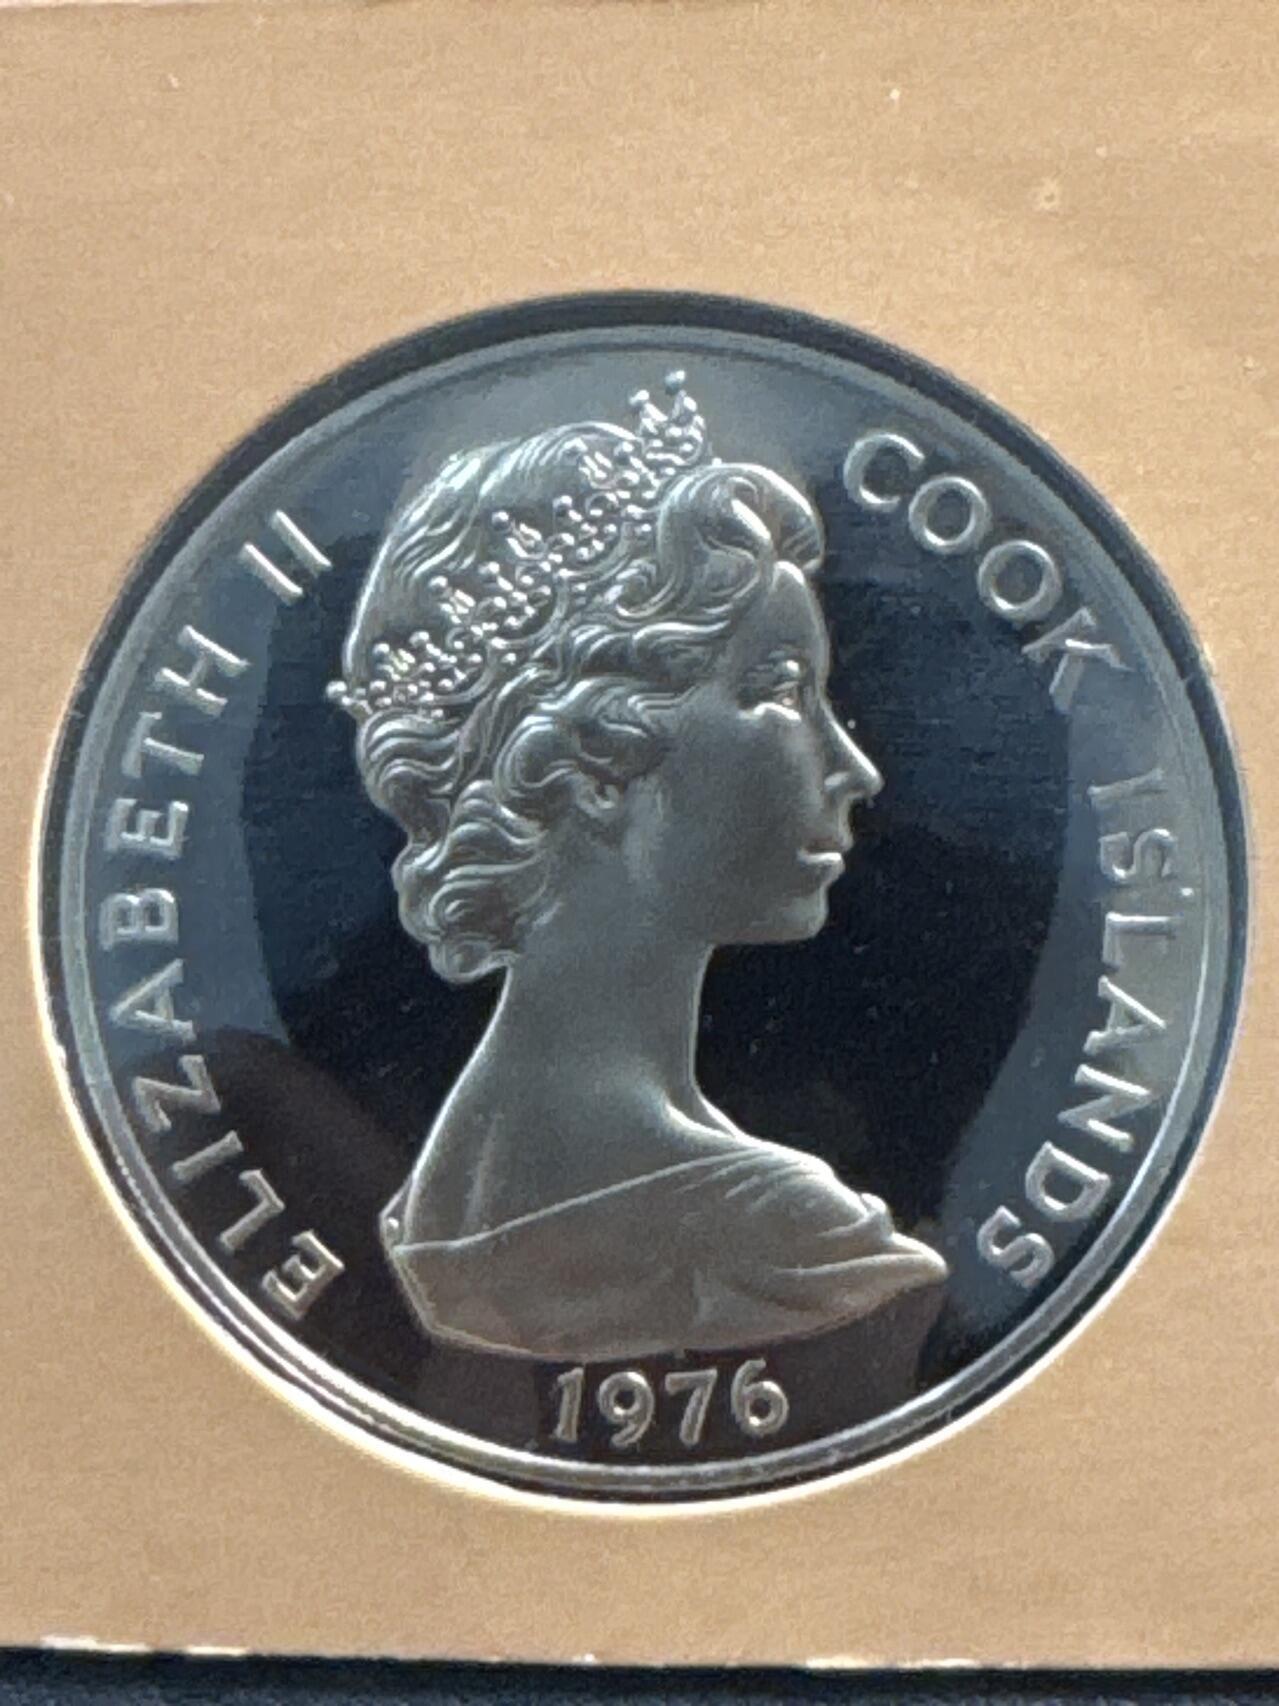 ELIZABETH II
COOK ISLANDS
1976